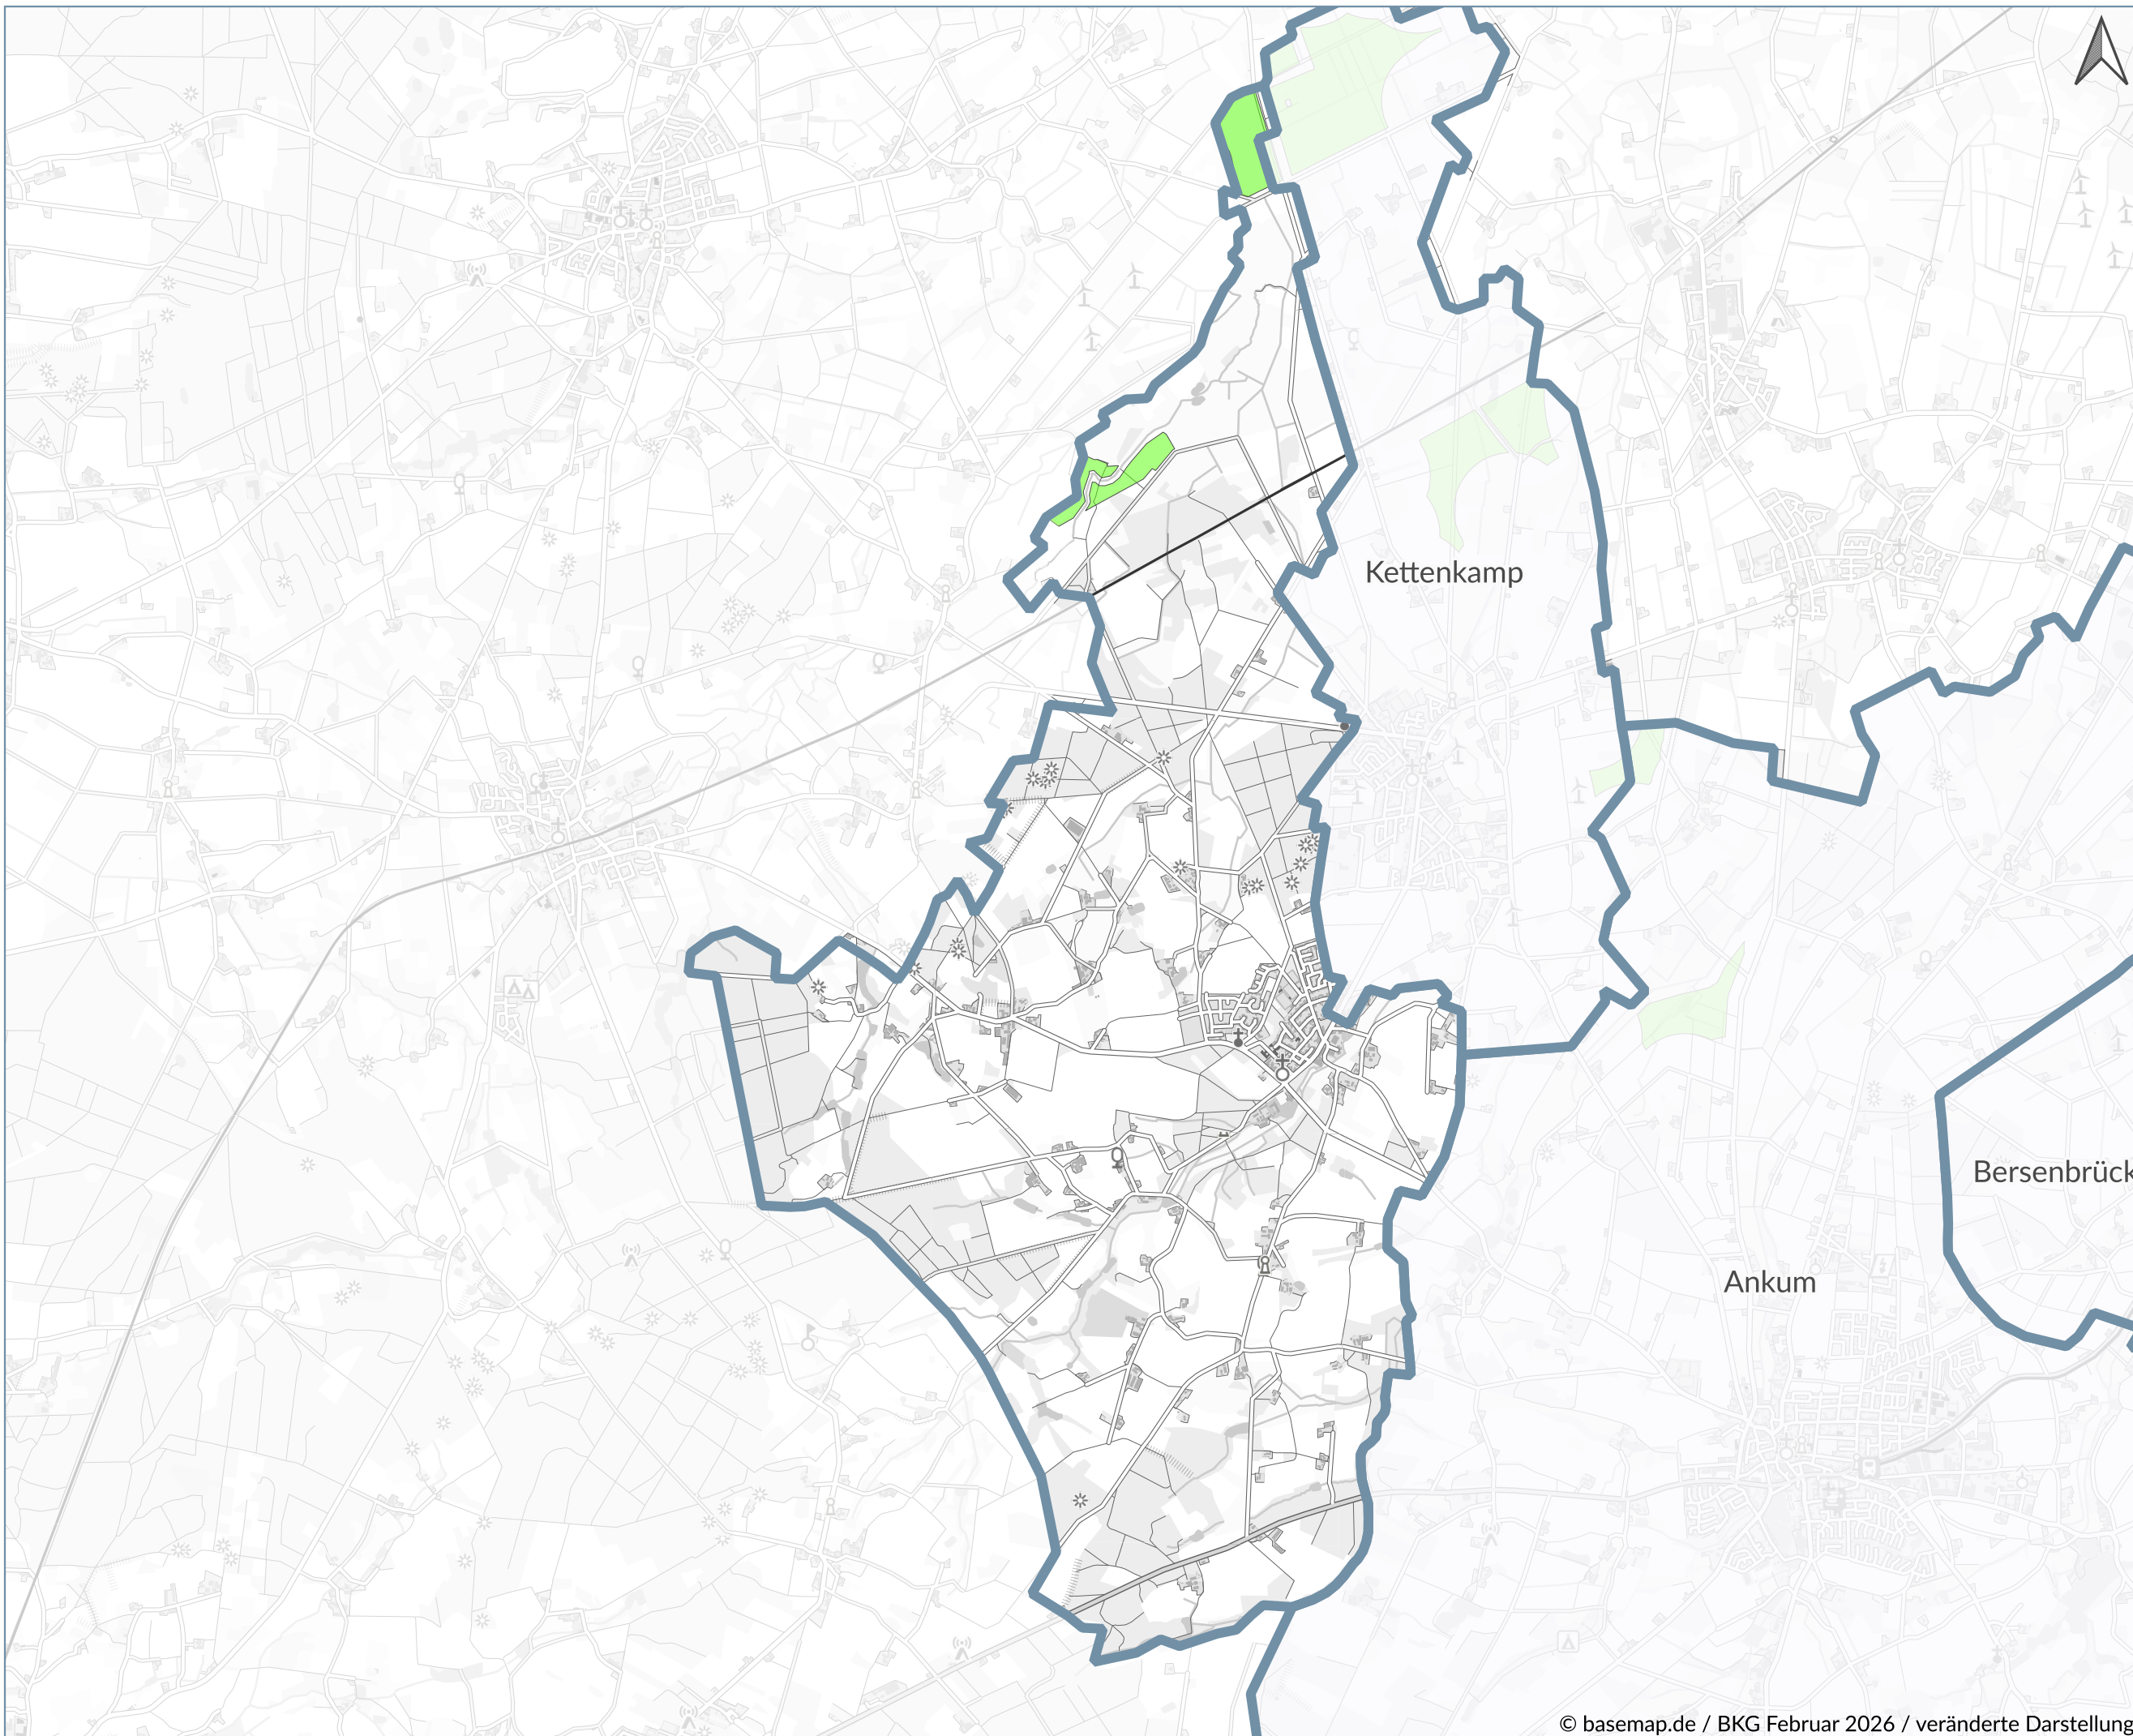 Kettenkamp
Bersenbrück
Ankum
© basemap.de / BKG Februar 2026 / veränderte Darstellung